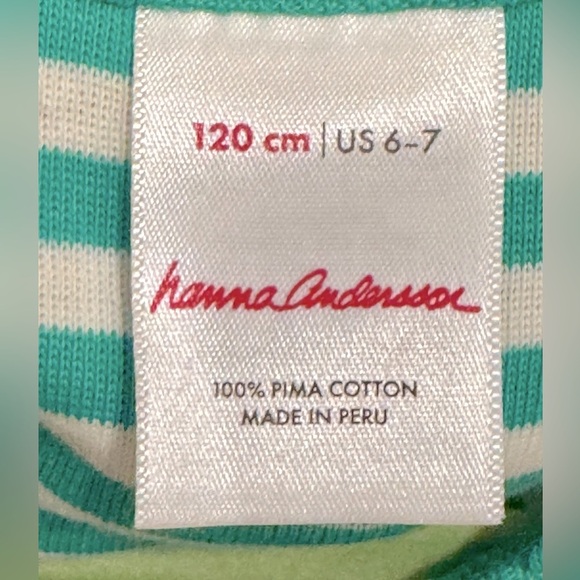 120 cm | US 6-7
hanna Andersson
100% PIMA COTTON
MADE IN PERU